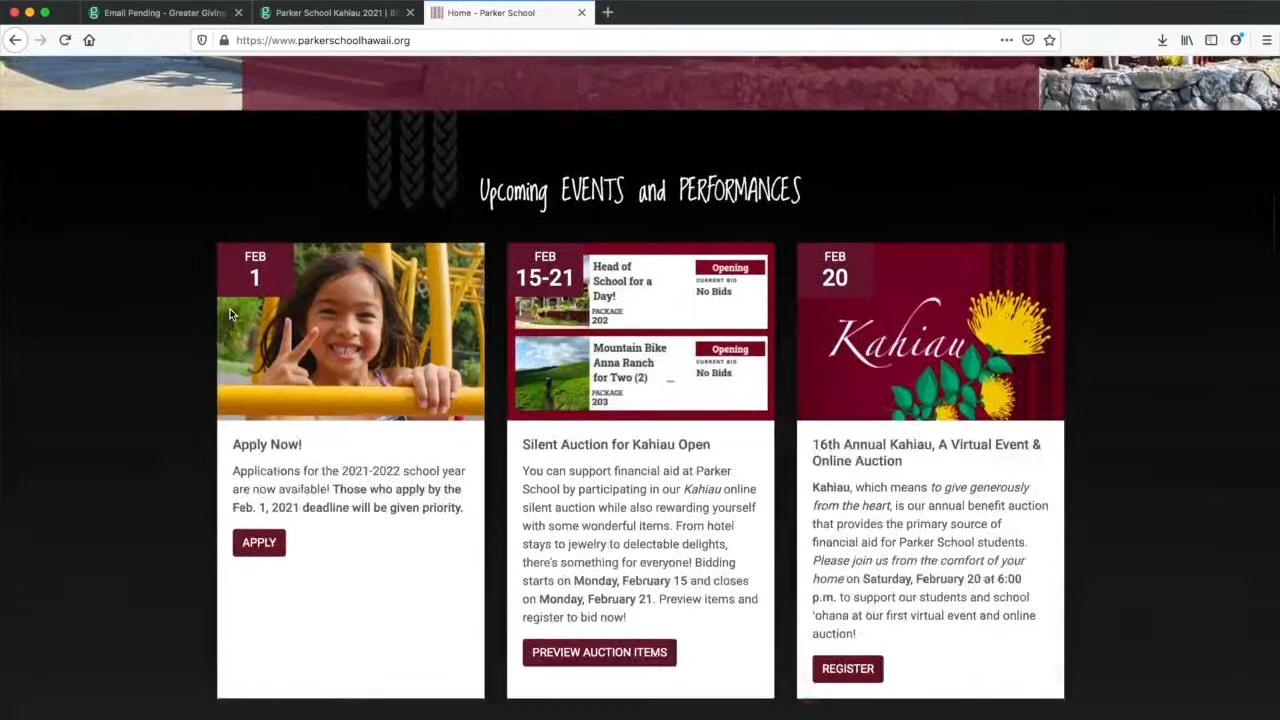 Email Pending - Greater Giving
Parker School Kahiau 2021 |
Home - Parker School
https://www.parkerschoolhawaii.org
Upcoming EVENTS and PERFORMANCES
FEB
1
Apply Now!
Applications for the 2021-2022 school year
are now available! Those who apply by the
Feb. 1, 2021 deadline will be given priority.
APPLY
FEB
15-21
Head of
School for a
Day!
PACKAGE
202
Opening
CURRENT BID
No Bids
Mountain Bike
Anna Ranch
for Two (2)
PACKAGE
203
Opening
CURRENT BID
No Bids
Silent Auction for Kahiau Open
You can support financial aid at Parker
School by participating in our Kahiau online
silent auction while also rewarding yourself
with some wonderful items. From hotel
stays to jewelry to delectable delights,
there's something for everyone! Bidding
starts on Monday, February 15 and closes
on Monday, February 21. Preview items and
register to bid now!
PREVIEW AUCTION ITEMS
FEB
20
Kahiau
16th Annual Kahiau, A Virtual Event &
Online Auction
Kahiau, which means to give generously
from the heart, is our annual benefit auction
that provides the primary source of
financial aid for Parker School students.
Please join us from the comfort of your
home on Saturday, February 20 at 6:00
p.m. to support our students and school
'ohana at our first virtual event and online
auction!
REGISTER